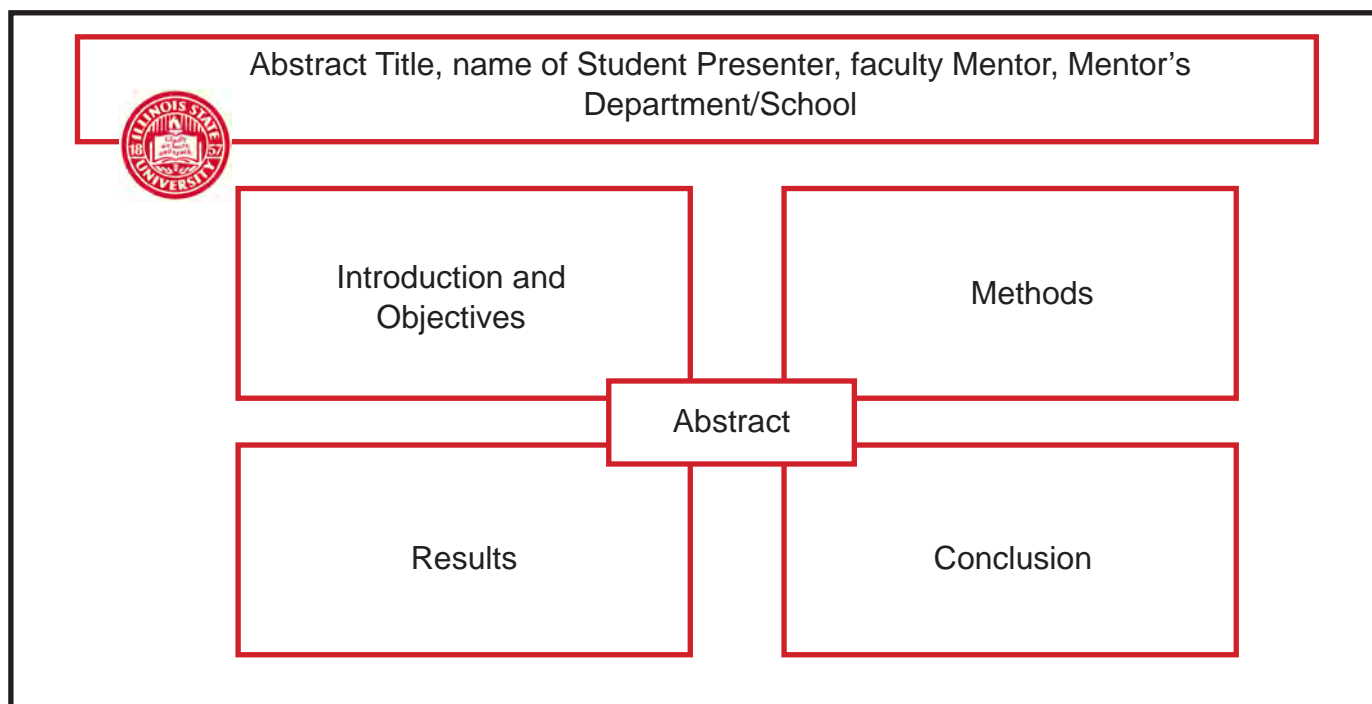 Abstract Title, name of Student Presenter, faculty Mentor, Mentor’s
Department/School
ILLINOIS STATE
18 57
UNIVERSITY
Introduction and
Objectives
Methods
Abstract
Results
Conclusion